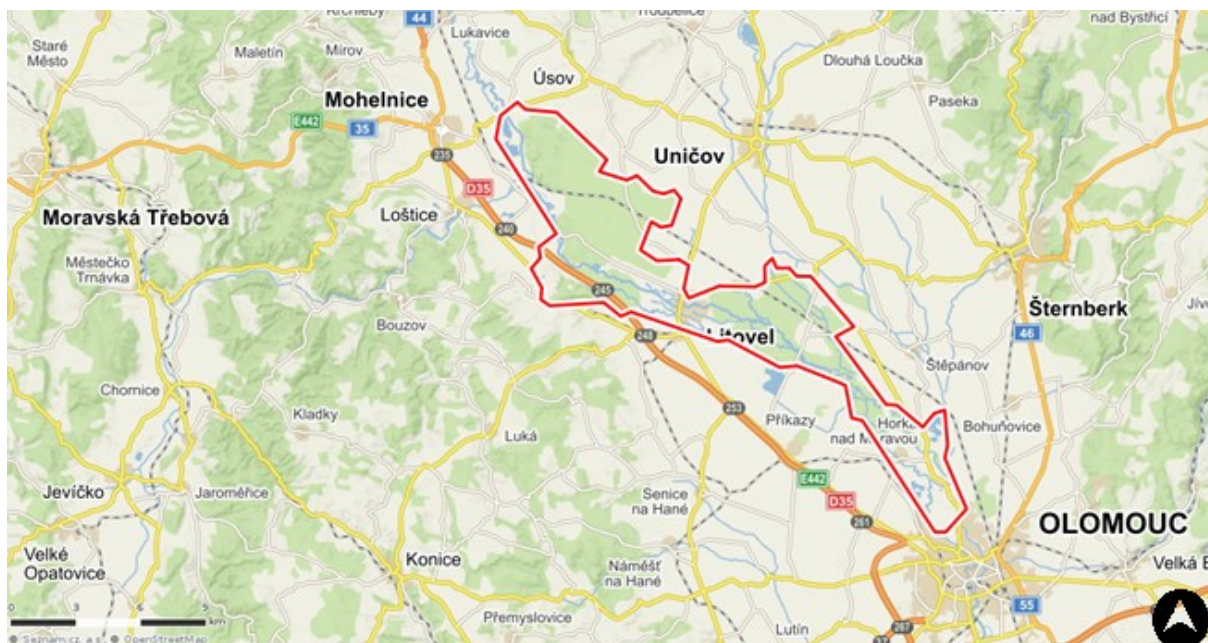 44
Lukavice
nad Bystřicí
Staré
Město
Maletín
Mírov
Úsov
Dlouhá Loučka
Mohelnice
E442
35
Paseka
235
Uničov
D35
Moravská Třebová
Loštice
240
Městečko
Trnávka
245
Bouzov
Litovel
Šternberk
248
46
Štěpánov
Chornice
253
Kladky
Příkazy
Horka
nad Moravou
Bohuňovice
Luká
Jevíčko
Jaroměřice
E442
D35
Senice
na Hané
261
OLOMOUC
Velké
Opatovice
Konice
Náměšť
na Hané
0 3 6 9
km
Přemyslovice
55
Lutín
267
© Seznam.cz, a.s., © OpenStreetMap